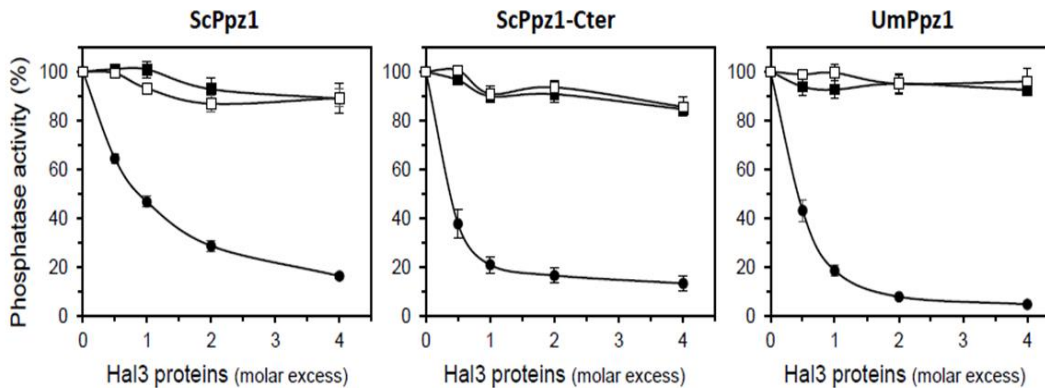 ScPpz1 ScPpz1-Cter UmPpz1
Phosphatase activity (%)
100 100 100
80 80 80
60 60 60
40 40 40
20 20 20
0 0 0
0 1 2 3 4 0 1 2 3 4 0 1 2 3 4
Hal3 proteins (molar excess) Hal3 proteins (molar excess) Hal3 proteins (molar excess)